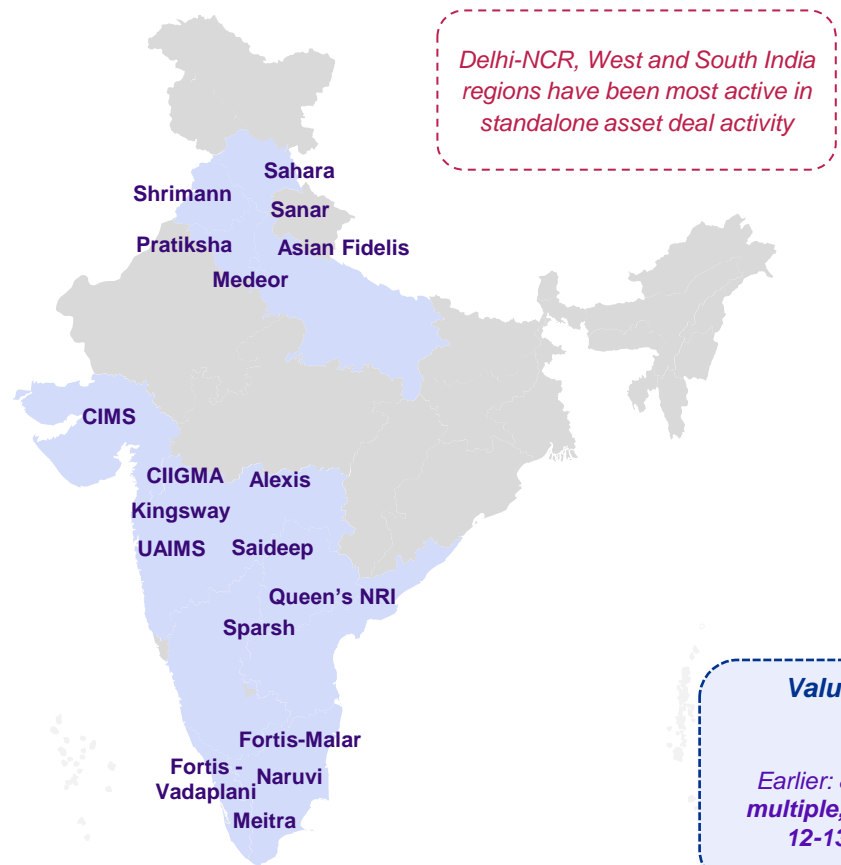 Delhi-NCR, West and South India
regions have been most active in
standalone asset deal activity
Sahara
Shrimann
Sanar
Pratiksha
Asian Fidelis
Medeor
CIMS
CIIGMA
Alexis
Kingsway
UAIMS
Saideep
Queen's NRI
Sparsh
Fortis-Malar
Fortis -
Vadaplani
Naruvi
Meitra
Earlier:
multiple,